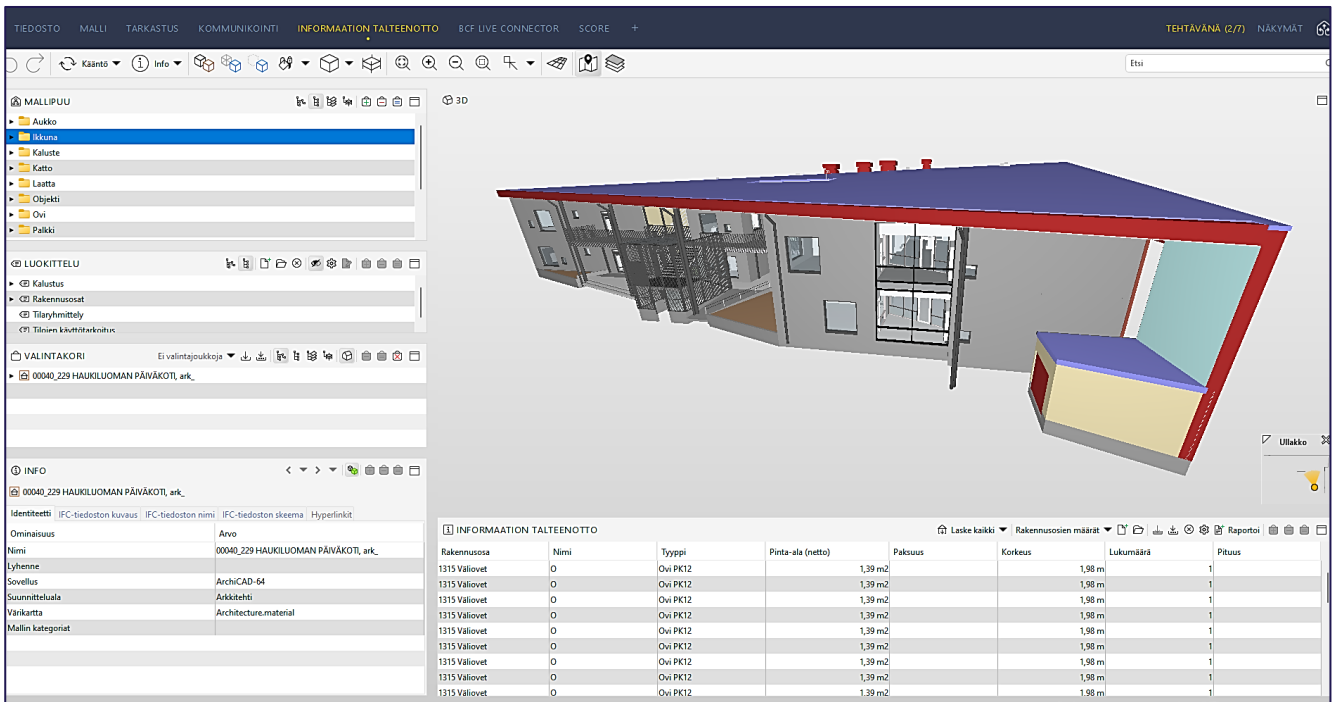 TIEDOSTO MALLI TARKASTUS KOMMUNIKOINTI INFORMAATION TALTEENOTTO BCF LIVE CONNECTOR SCORE + TEHTÄVÄNÄ (2/7) NÄKYMÄT
Kääntö Info Etsi
MALLIPUU
Aukko
Ikkuna
Kaluste
Katto
Laatta
Objekti
Ovi
Palkki
LUOKITTELU
Kalustus
Rakennusosat
Tilaryhmittely
Tilojen käyttötarkoitus
VALINTAKORI Ei valintajoukkoja
00040_229 HAUKILUOMAN PÄIVÄKOTI, ark_
INFO
00040_229 HAUKILUOMAN PÄIVÄKOTI, ark_
Identiteetti IFC-tiedoston kuvaus IFC-tiedoston nimi IFC-tiedoston skeema Hyperlinkit
Ominaisuus Arvo
Nimi 00040_229 HAUKILUOMAN PÄIVÄKOTI, ark_
Lyhenne
Sovellus ArchiCAD-64
Suunnitteluala Arkkitehti
Värikartta Architecture.material
Mallin kategoriat
3D
Ullakko
INFORMAATION TALTEENOTTO Laske kaikki Rakennusosien määrät Raportoi
Rakennusosa Nimi Tyyppi Pinta-ala (netto) Paksuus Korkeus Lukumäärä Pituus
1315 Väliovet O Ovi PK12 1,39 m2 1,98 m 1
1315 Väliovet O Ovi PK12 1,39 m2 1,98 m 1
1315 Väliovet O Ovi PK12 1,39 m2 1,98 m 1
1315 Väliovet O Ovi PK12 1,39 m2 1,98 m 1
1315 Väliovet O Ovi PK12 1,39 m2 1,98 m 1
1315 Väliovet O Ovi PK12 1,39 m2 1,98 m 1
1315 Väliovet O Ovi PK12 1,39 m2 1,98 m 1
1315 Väliovet O Ovi PK12 1,39 m2 1,98 m 1
1315 Väliovet O Ovi PK12 1,39 m2 1,98 m 1